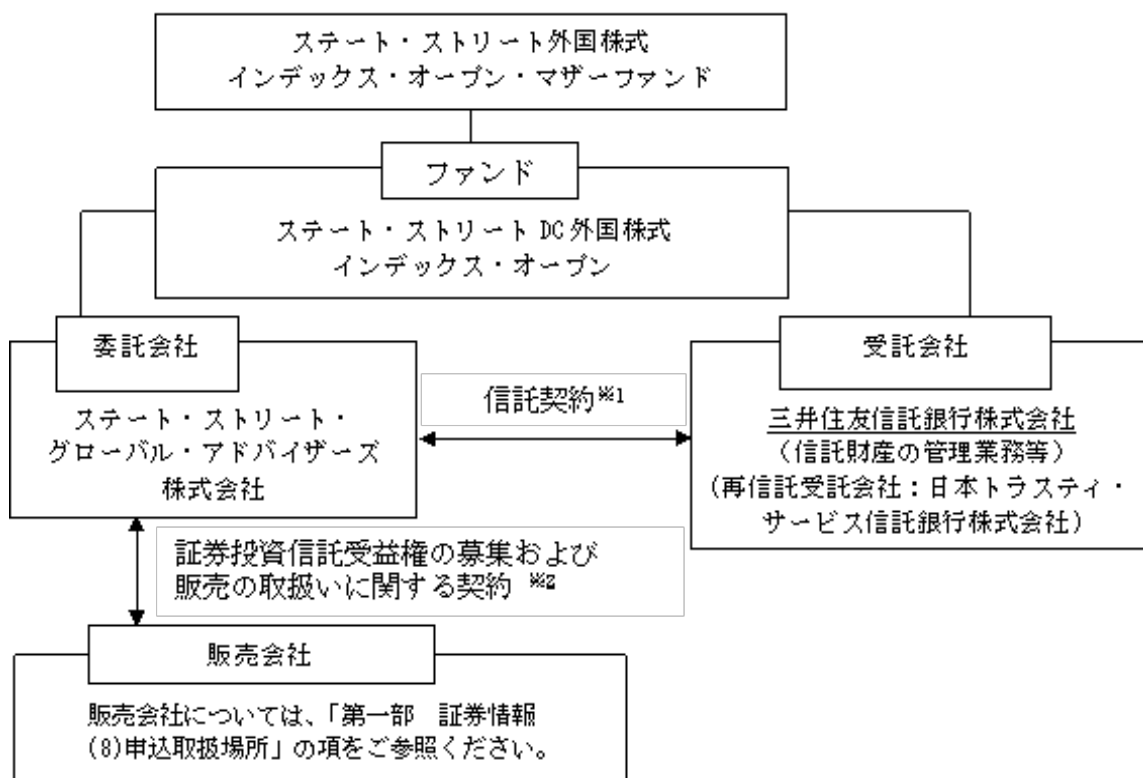 ステート・ストリート外国株式
インデックス・オープン・マザーファンド
ファンド
ステート・ストリートDC外国株式
インデックス・オープン
委託会社
ステート・ストリート・
グローバル・アドバイザーズ
株式会社
信託契約※1
受託会社
三井住友信託銀行株式会社
(信託財産の管理業務等)
(再信託受託会社:日本トラスティ・
サービス信託銀行株式会社)
証券投資信託受益権の募集および
販売の取扱いに関する契約 ※2
販売会社
販売会社については、「第一部 証券情報
(8)申込取扱場所」の項をご参照ください。